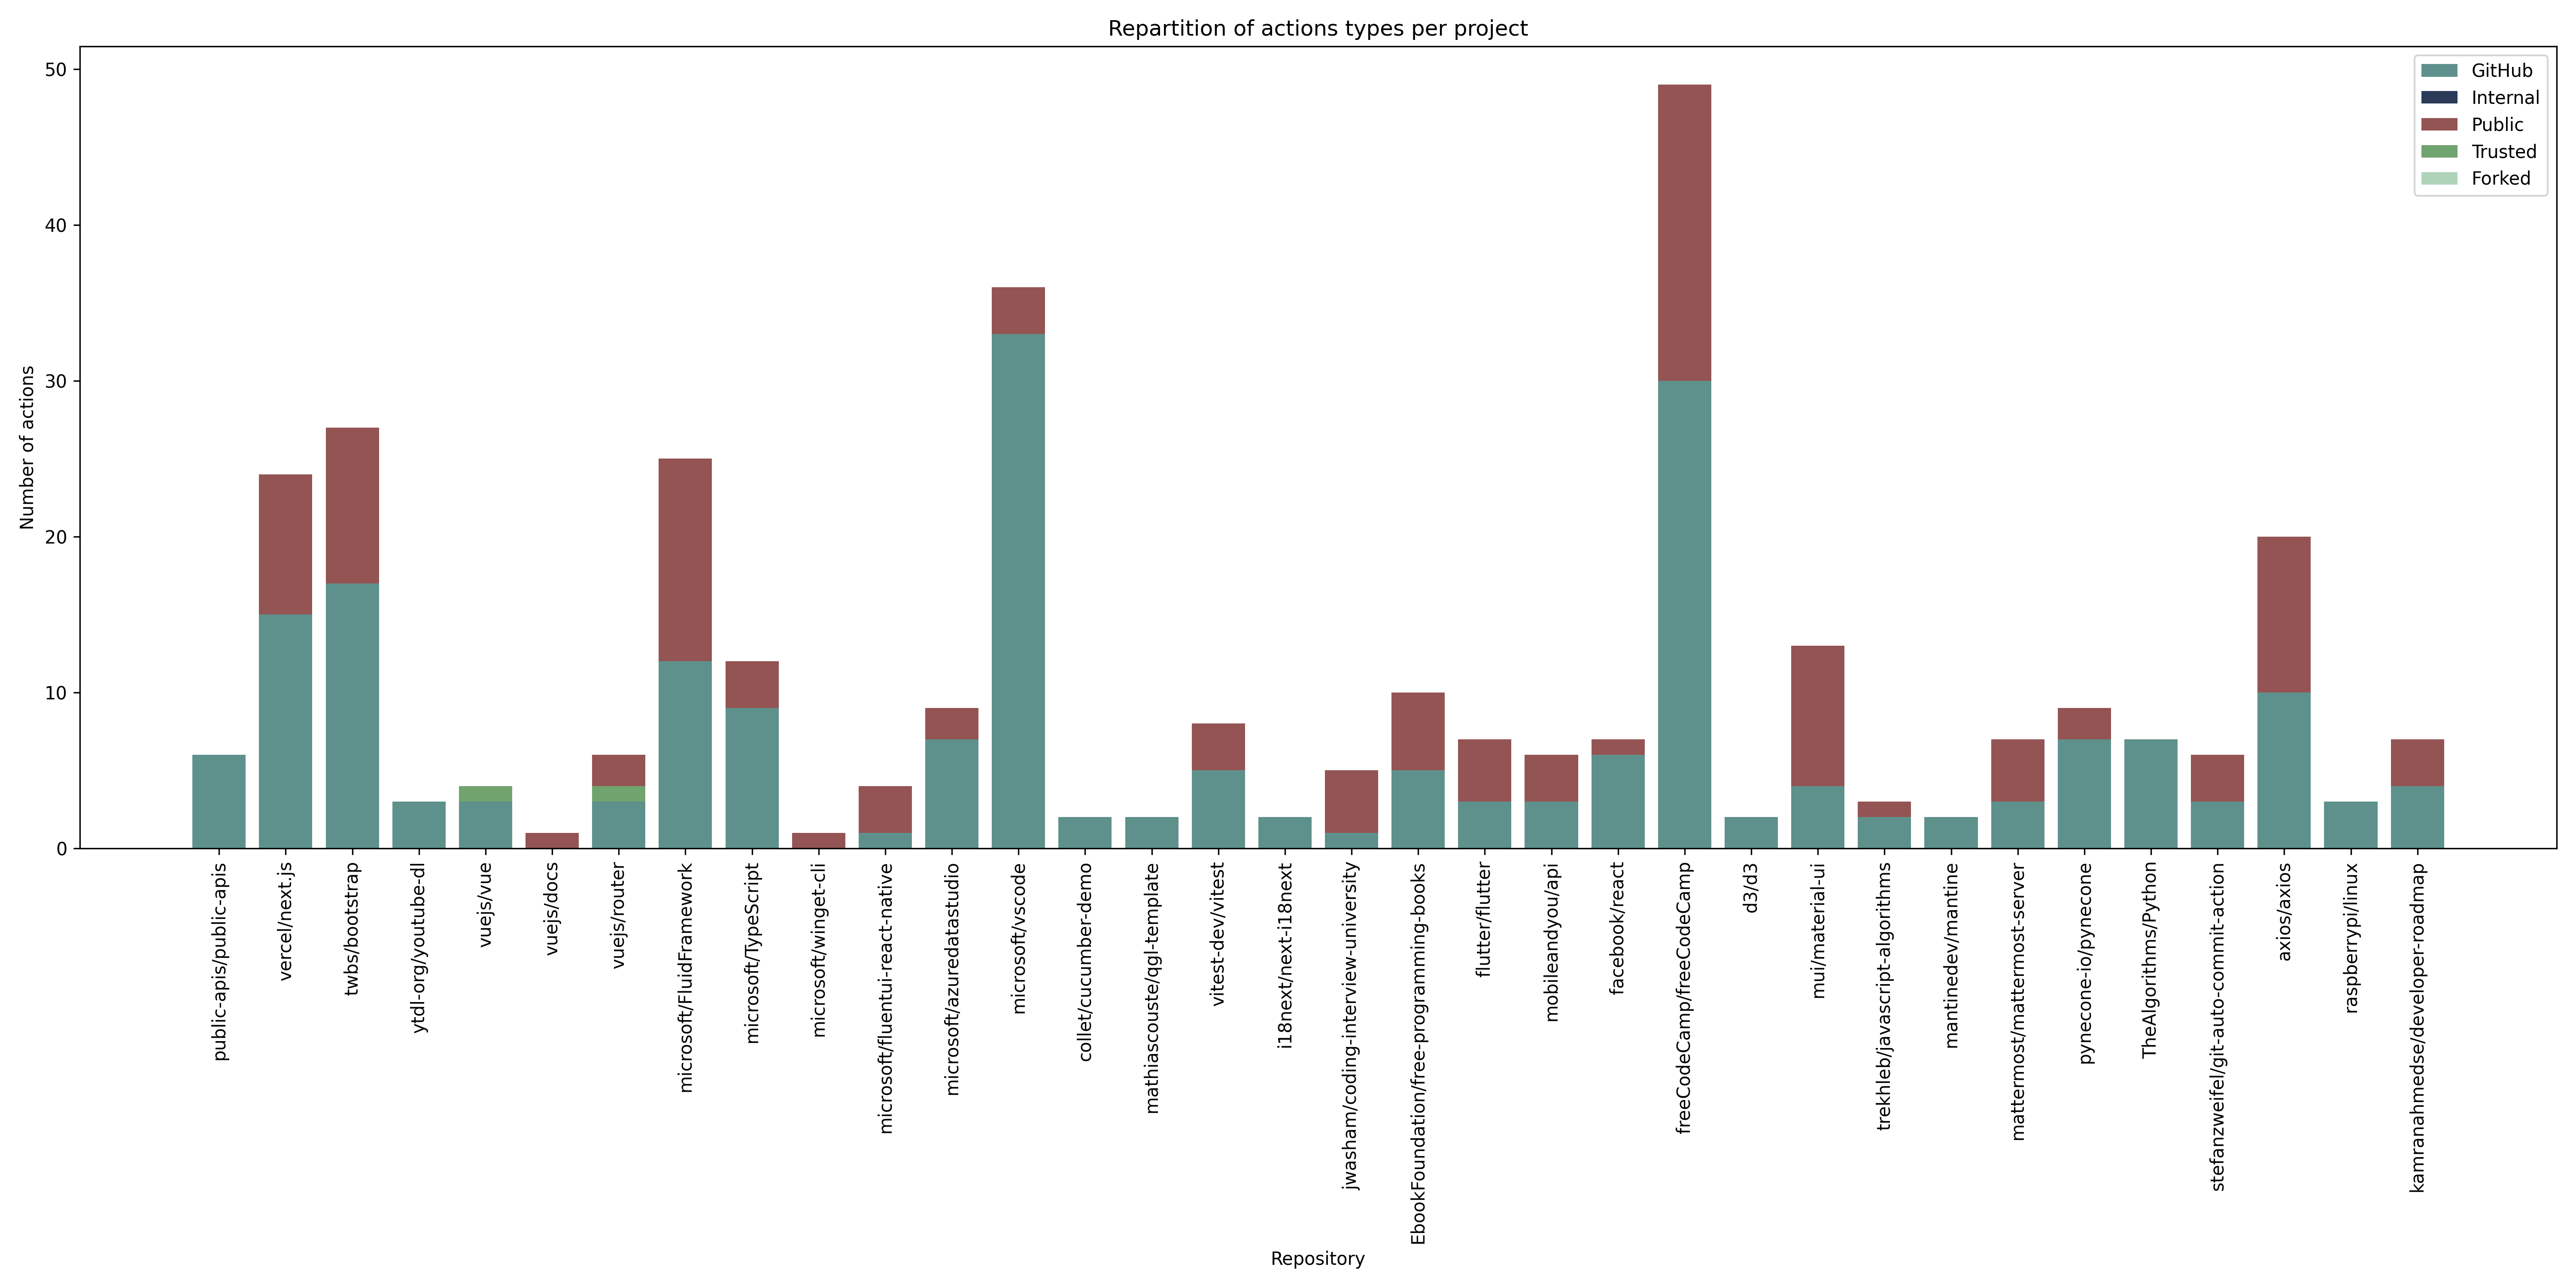 Repartition of actions types per project
GitHub
Internal
Public
Trusted
Forked
Number of actions
50
40
30
20
10
0
public-apis/public-apis
vercel/next.js
twbs/bootstrap
ytdl-org/youtube-dl
vuejs/vue
vuejs/docs
vuejs/router
microsoft/FluidFramework
microsoft/TypeScript
microsoft/winget-cli
microsoft/fluentui-react-native
microsoft/azuredatastudio
microsoft/vscode
collet/cucumber-demo
mathiascouste/qgl-template
vitest-dev/vitest
i18next/next-i18next
jwasham/coding-interview-university
EbookFoundation/free-programming-books
flutter/flutter
mobileandyou/api
facebook/react
freeCodeCamp/freeCodeCamp
d3/d3
mui/material-ui
trekhleb/javascript-algorithms
mantinedev/mantine
mattermost/mattermost-server
pynecone-io/pynecone
TheAlgorithms/Python
stefanzweifel/git-auto-commit-action
axios/axios
raspberrypi/linux
kamranahmedse/developer-roadmap
Repository